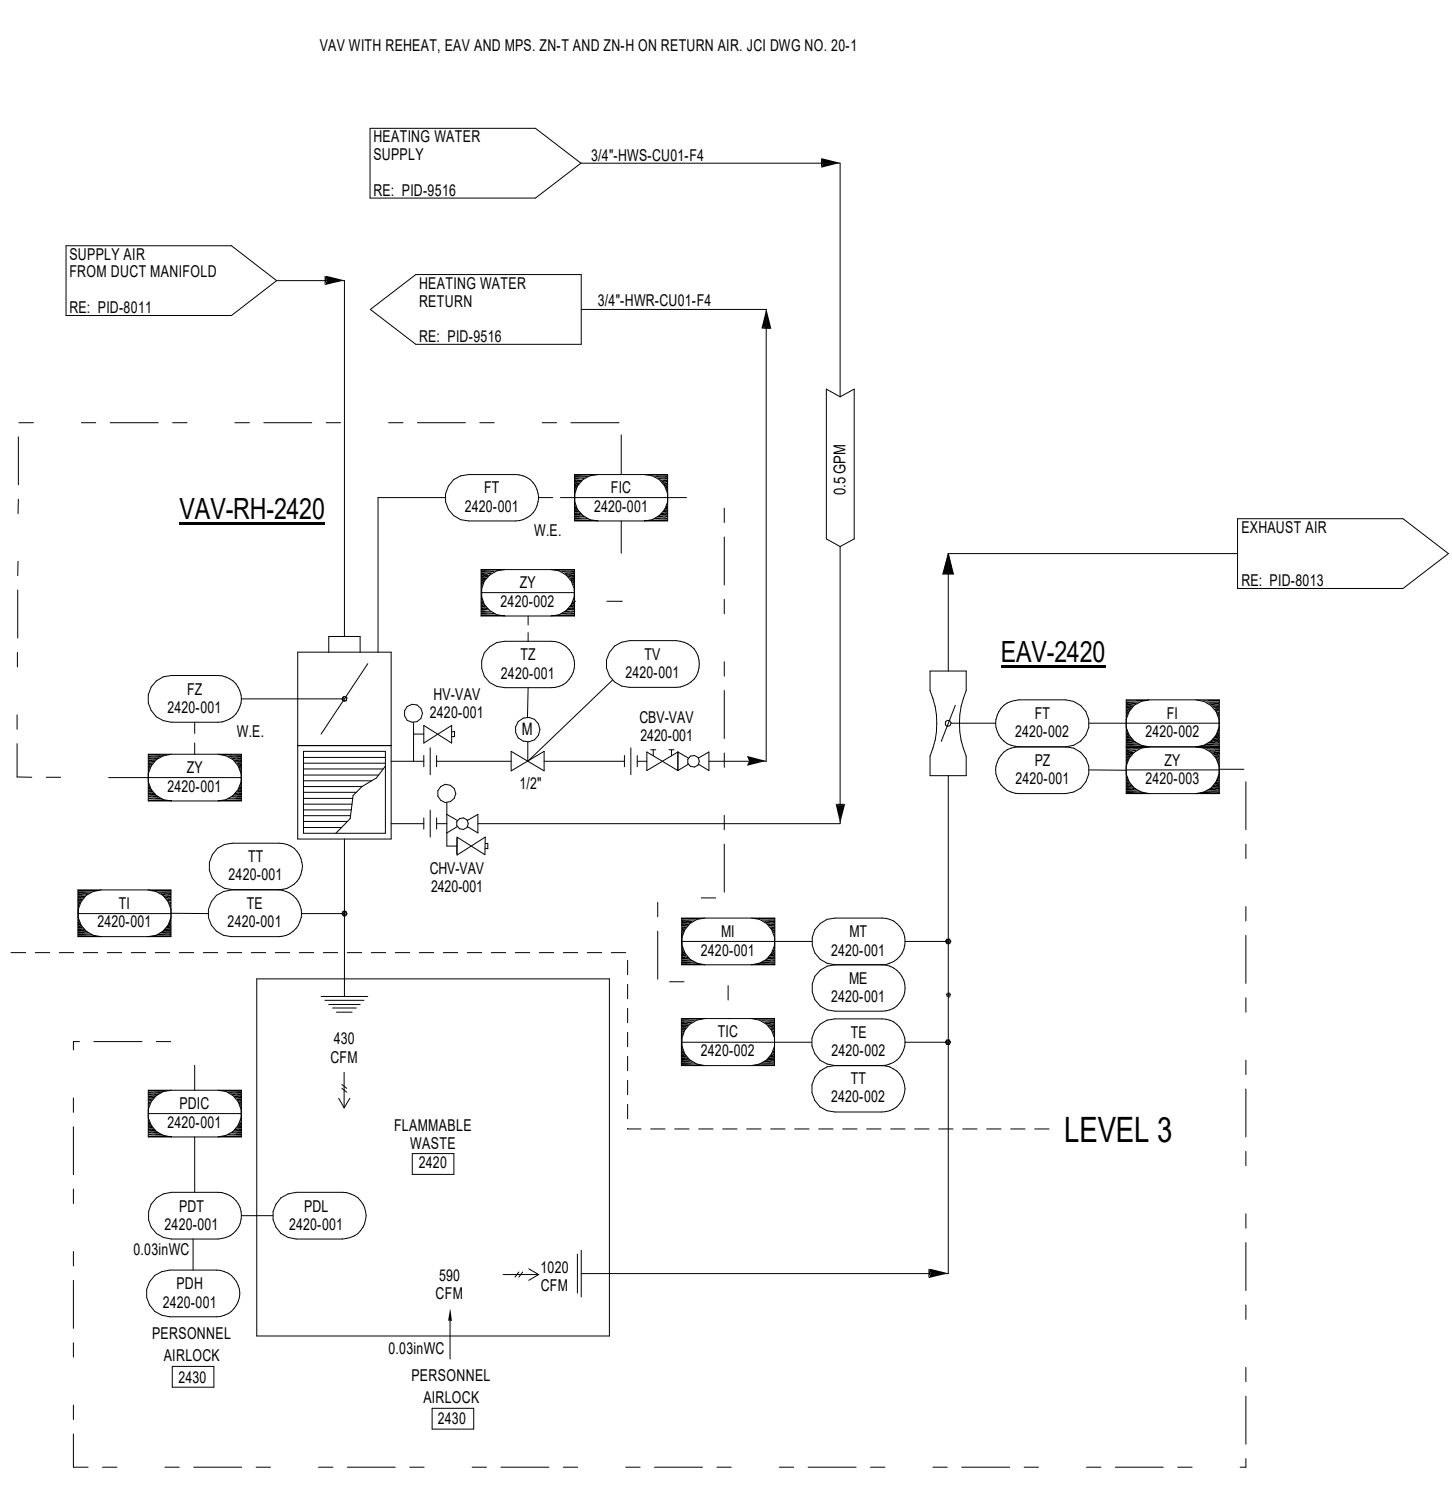 VAV WITH REHEAT, EAV AND MPS. ZN-T AND ZN-H ON RETURN AIR. JCI DWG NO. 20-1
HEATING WATER
SUPPLY
RE: PID-9516
3/4"-HWS-CU01-F4
SUPPLY AIR
FROM DUCT MANIFOLD
RE: PID-8011
HEATING WATER
RETURN
RE: PID-9516
3/4"-HWR-CU01-F4
0.5 GPM
VAV-RH-2420
FT
2420-001
W.E.
FIC
2420-001
EXHAUST AIR
RE: PID-8013
ZY
2420-002
TZ
2420-001
TV
2420-001
EAV-2420
FZ
2420-001
W.E.
ZY
2420-001
HV-VAV
2420-001
M
1/2"
CBV-VAV
2420-001
FT
2420-002
FI
2420-002
PZ
2420-001
ZY
2420-003
CHV-VAV
2420-001
TT
2420-001
TI
2420-001
TE
2420-001
MI
2420-001
MT
2420-001
ME
2420-001
TIC
2420-002
TE
2420-002
TT
2420-002
430
CFM
PDIC
2420-001
FLAMMABLE
WASTE
2420
LEVEL 3
PDT
2420-001
PDL
2420-001
0.03inWC
PDH
2420-001
590
CFM
1020
CFM
PERSONNEL
AIRLOCK
2430
0.03inWC
PERSONNEL
AIRLOCK
2430